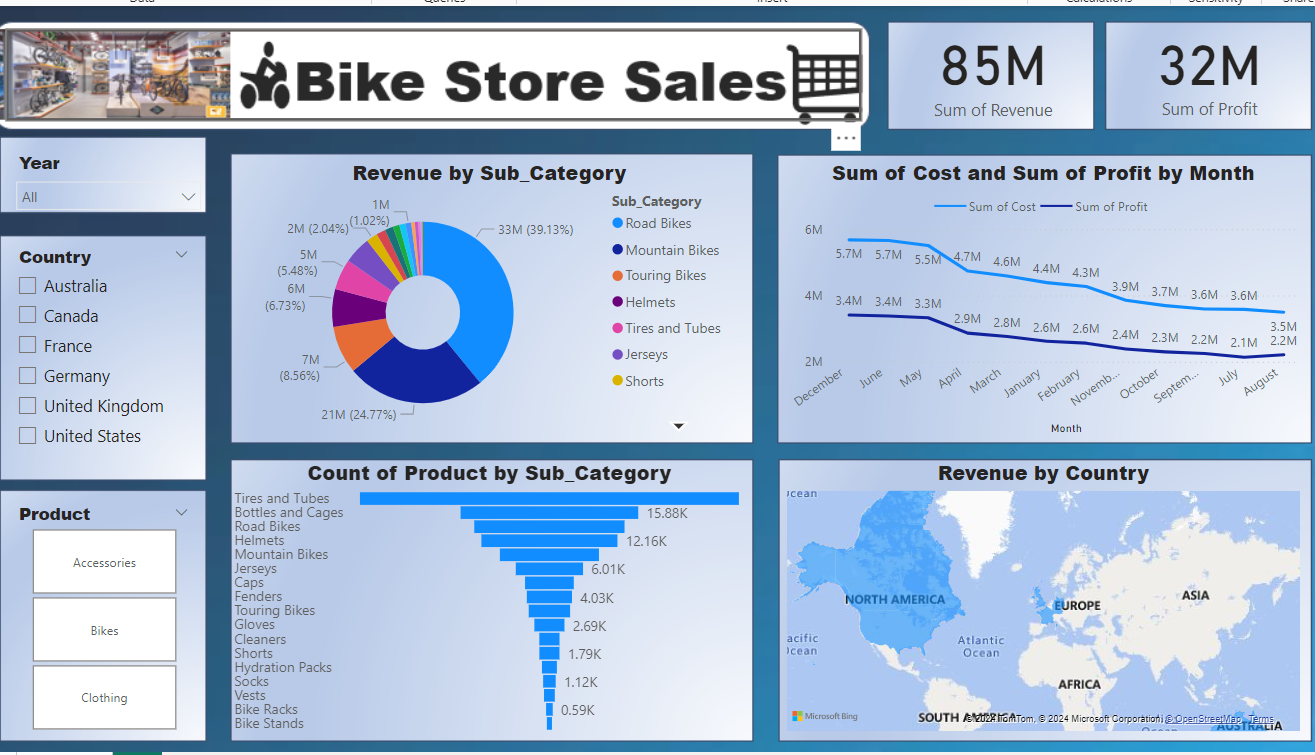 Data
Queries
Insert
Calculations
Sensitivity
Share
Bike Store Sales
85M
Sum of Revenue
32M
Sum of Profit
...
Year
All
Country
Australia
Canada
France
Germany
United Kingdom
United States
Product
Accessories
Bikes
Clothing
Revenue by Sub_Category
33M (39.13%)
21M (24.77%)
7M
(8.56%)
6M
(6.73%)
5M
(5.48%)
2M (2.04%)
1M
(1.02%)
Sub_Category
Road Bikes
Mountain Bikes
Touring Bikes
Helmets
Tires and Tubes
Jerseys
Shorts
Sum of Cost and Sum of Profit by Month
Sum of Cost Sum of Profit
6M
4M
2M
5.7M 5.7M 5.5M 4.7M 4.6M 4.4M 4.3M 3.9M 3.7M 3.6M 3.6M 3.5M
3.4M 3.4M 3.3M 2.9M 2.8M 2.6M 2.6M 2.4M 2.3M 2.2M 2.1M 2.2M
December June May April March January February Novemb... October Septem... July August
Month
Count of Product by Sub_Category
Tires and Tubes
Bottles and Cages 15.88K
Road Bikes
Helmets 12.16K
Mountain Bikes
Jerseys 6.01K
Caps
Fenders 4.03K
Touring Bikes
Gloves 2.69K
Cleaners
Shorts 1.79K
Hydration Packs
Socks 1.12K
Vests
Bike Racks 0.59K
Bike Stands
Revenue by Country
ocean
NORTH AMERICA
EUROPE
ASIA
acific
Ocean
Atlantic
Ocean
AFRICA
SOUTH AMERICA
AUSTRALIA
Microsoft Bing
© 2024 TomTom, © 2024 Microsoft Corporation, © OpenStreetMap Terms